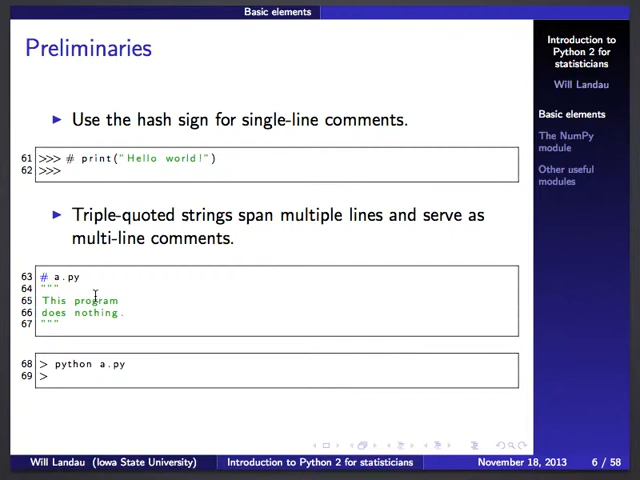 Basic elements
Preliminaries
Use the hash sign for single-line comments.
61 >>> # print("Hello world!")
62 >>>
Triple-quoted strings span multiple lines and serve as
multi-line comments.
63 # a.py
64 """
65 This program
66 does nothing.
67 """
68 > python a.py
69 >
Introduction to
Python 2 for
statisticians
Will Landau
Basic elements
The NumPy
module
Other useful
modules
Will Landau (Iowa State University) Introduction to Python 2 for statisticians November 18, 2013 6 / 58